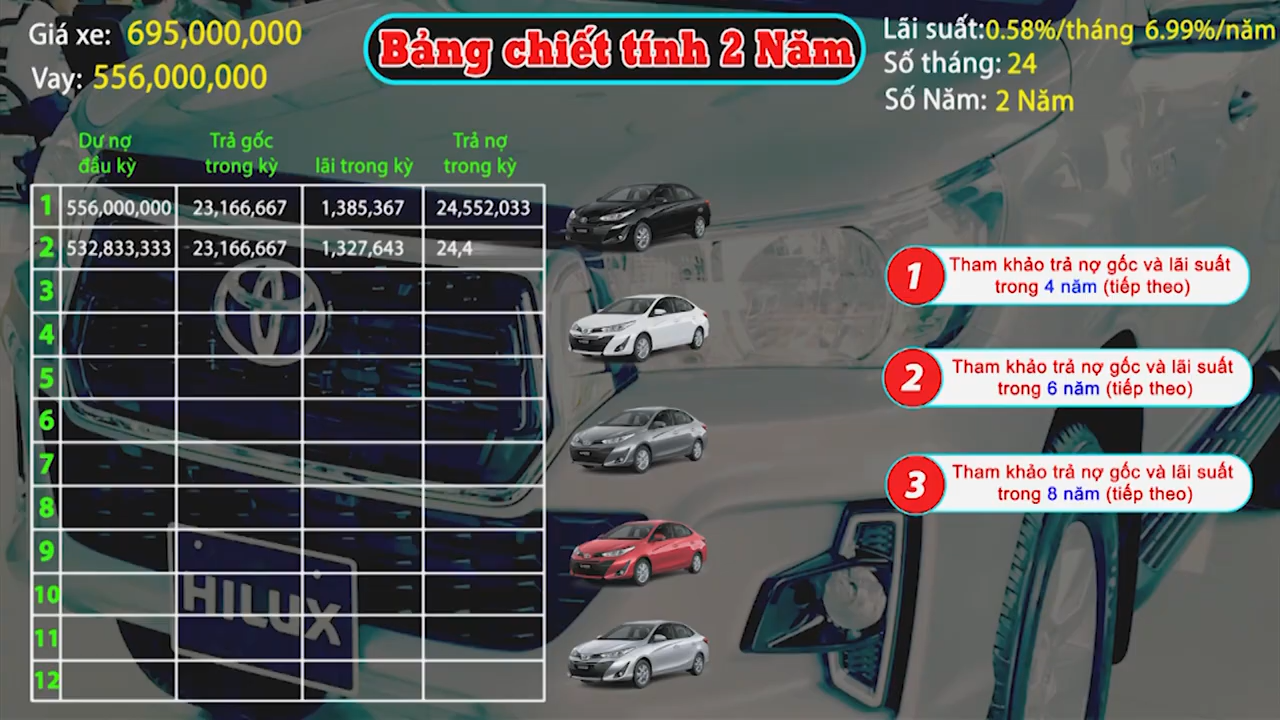 Giá xe: 695,000,000
Vay: 556,000,000
Bảng chiết tính 2 Năm
Lãi suất:0.58%/tháng 6.99%/năm
Số tháng: 24
Số Năm: 2 Năm
Dư nợ đầu kỳ
Trả gốc trong kỳ
lãi trong kỳ
Trả nợ trong kỳ
1 556,000,000 23,166,667 1,385,367 24,552,033
2 532,833,333 23,166,667 1,327,643 24,4
3
4
5
6
7
8
9
10
11
12
HILUX
1 Tham khảo trả nợ gốc và lãi suất
trong 4 năm (tiếp theo)
2 Tham khảo trả nợ gốc và lãi suất
trong 6 năm (tiếp theo)
3 Tham khảo trả nợ gốc và lãi suất
trong 8 năm (tiếp theo)